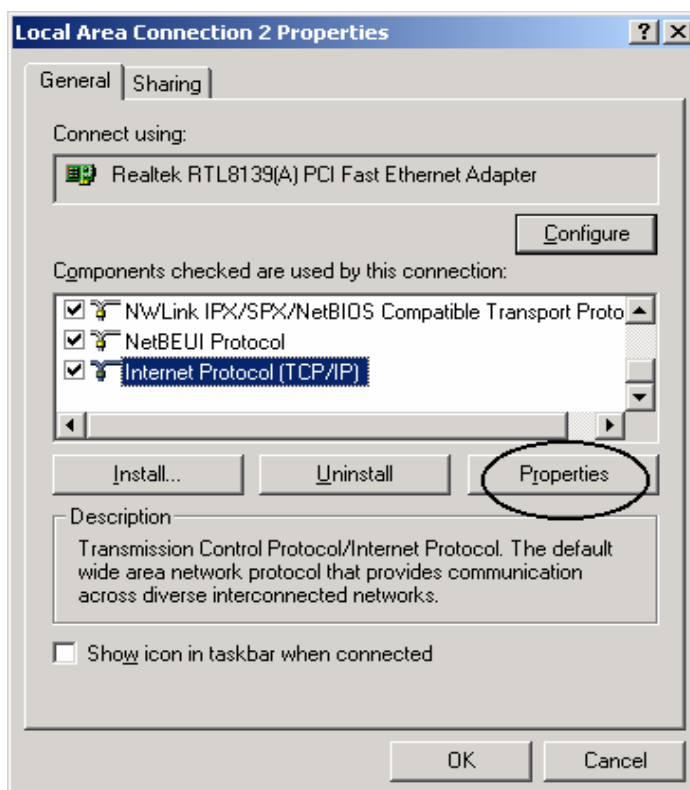 Local Area Connection 2 Properties
? X
General
Sharing
Connect using:
Realtek RTL8139(A) PCI Fast Ethernet Adapter
Configure
Components checked are used by this connection:
NWLink IPX/SPX/NetBIOS Compatible Transport Proto
NetBEUI Protocol
Internet Protocol (TCP/IP)
Install...
Uninstall
Properties
Description
Transmission Control Protocol/Internet Protocol. The default
wide area network protocol that provides communication
across diverse interconnected networks.
Show icon in taskbar when connected
OK
Cancel